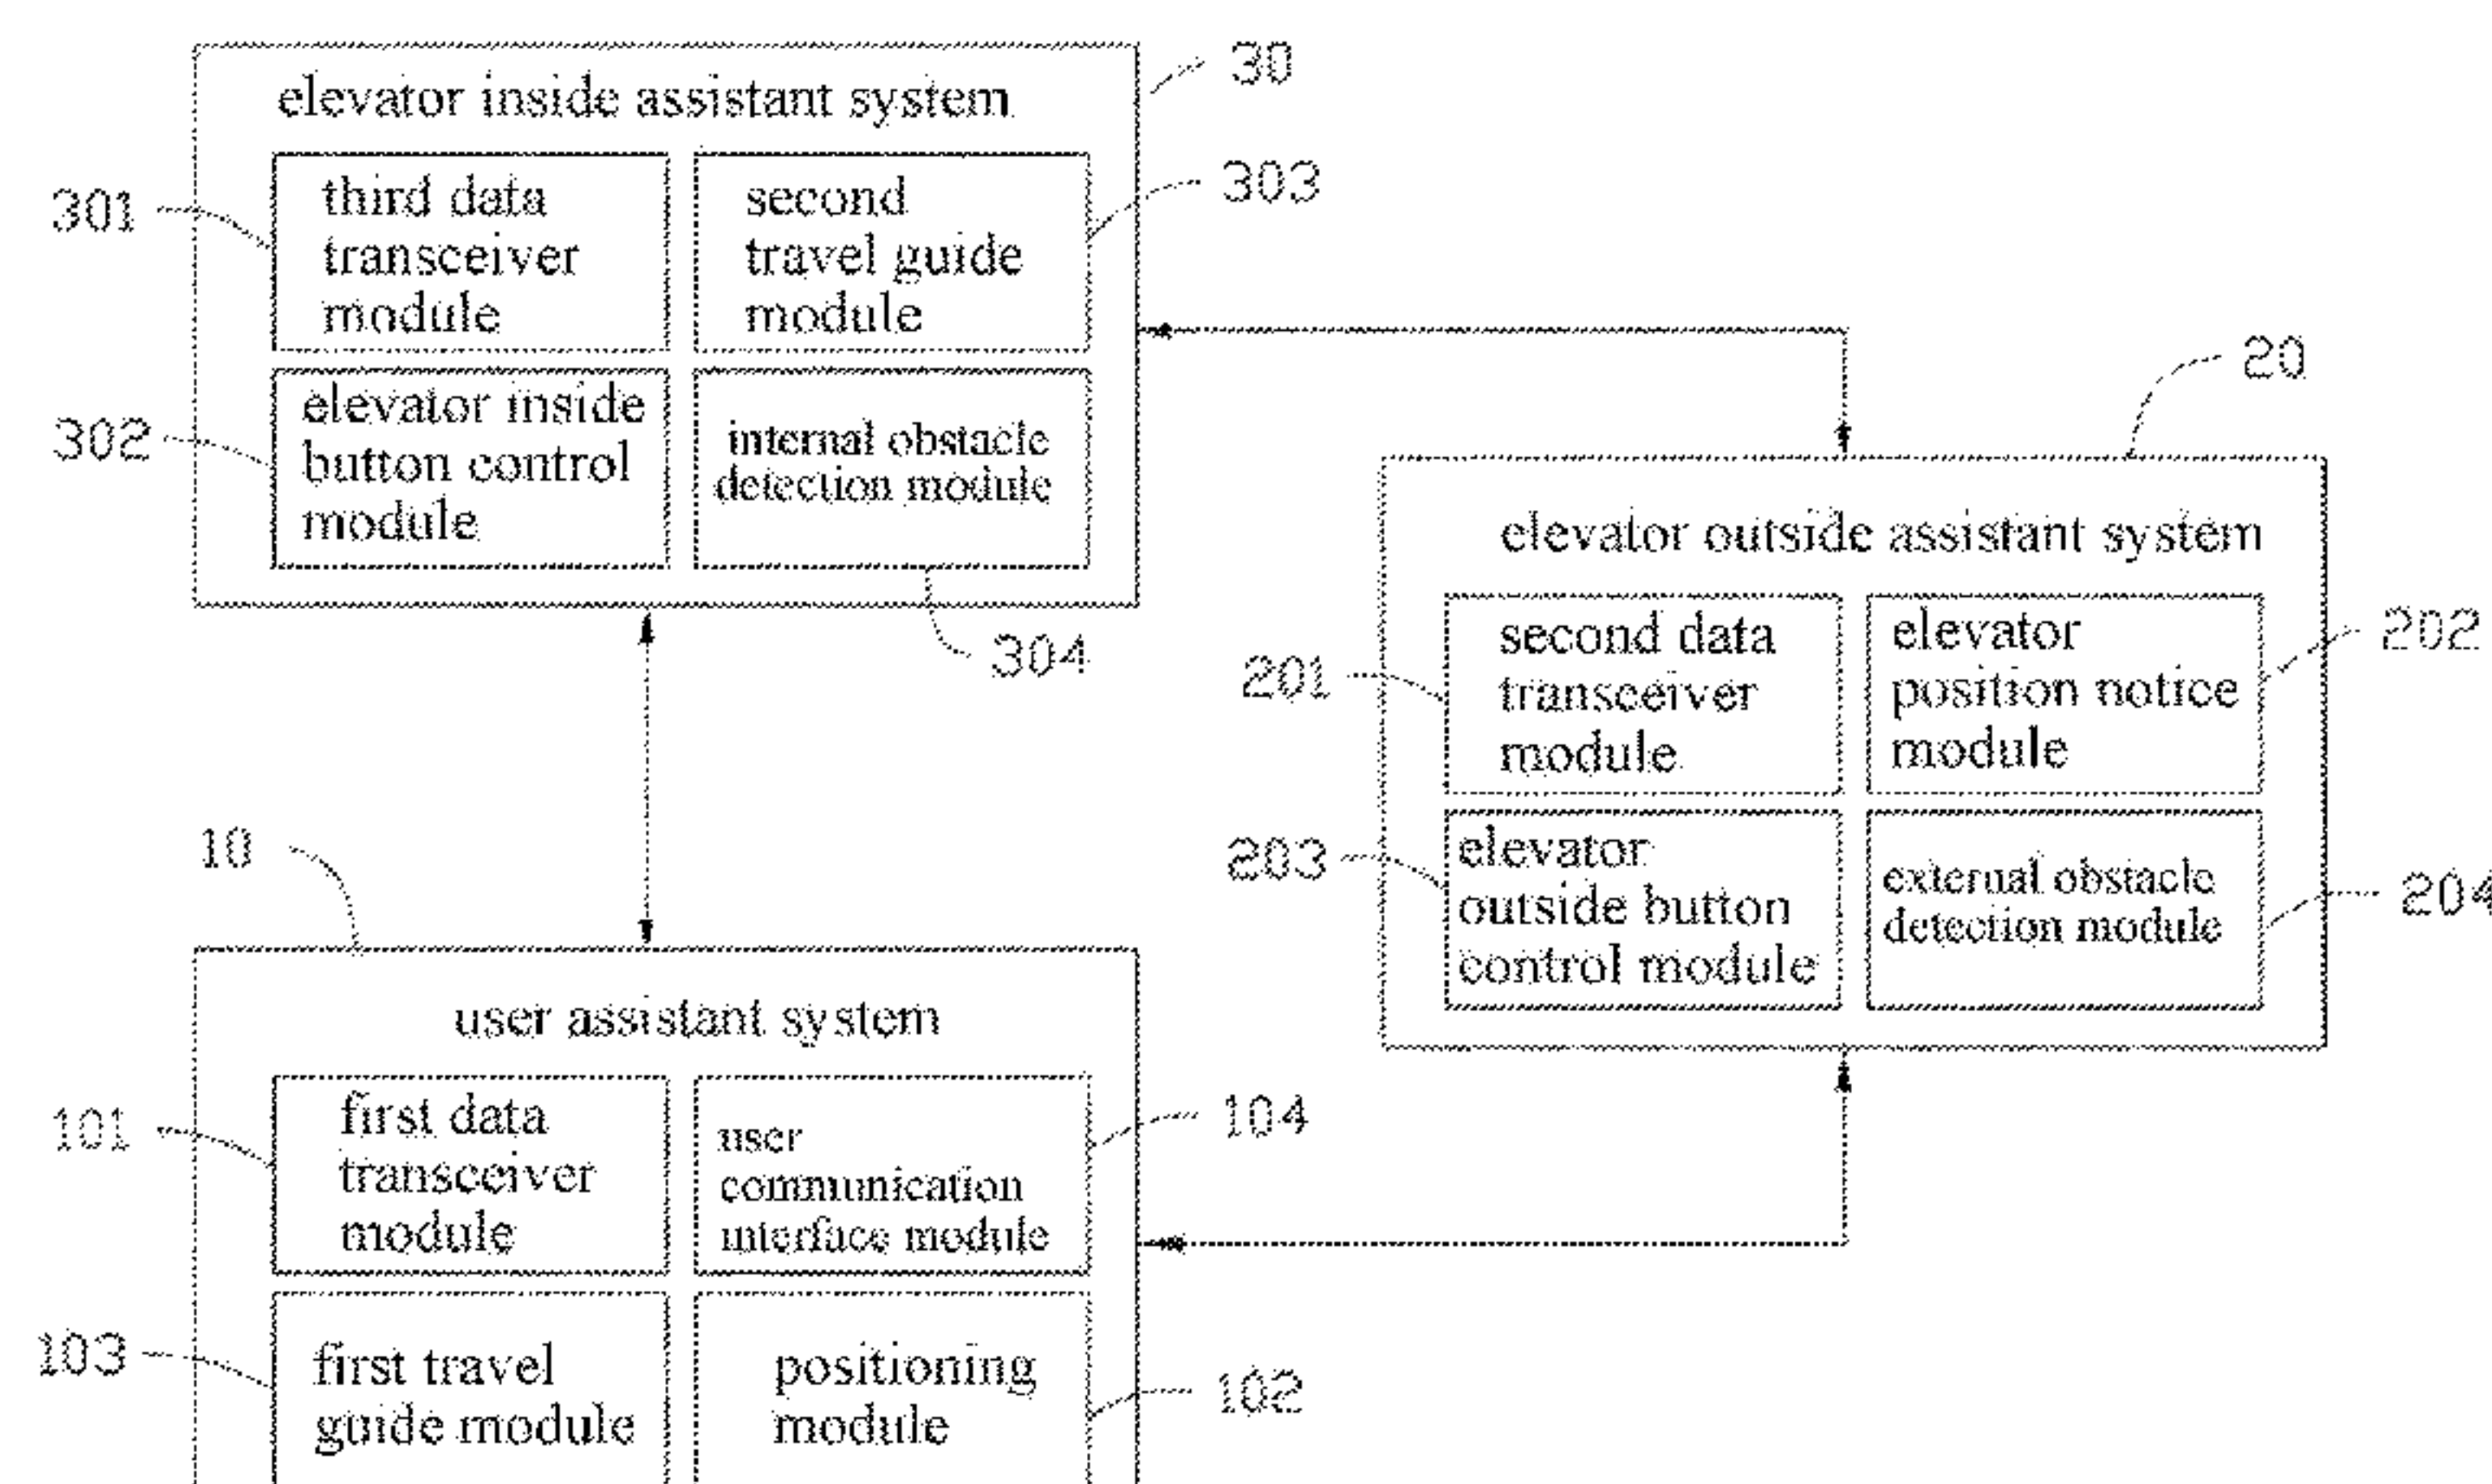 30
elevator inside assistant system
301
third data
transceiver
module
303
second
travel guide
module
302
elevator inside
button control
module
internal obstacle
detection module
304
20
elevator outside assistant system
201
second data
transceiver
module
202
elevator
position notice
module
203
elevator
outside button
control module
204
external obstacle
detection module
10
user assistant system
101
first data
transceiver
module
104
user
communication
interface module
103
first travel
guide module
102
positioning
module